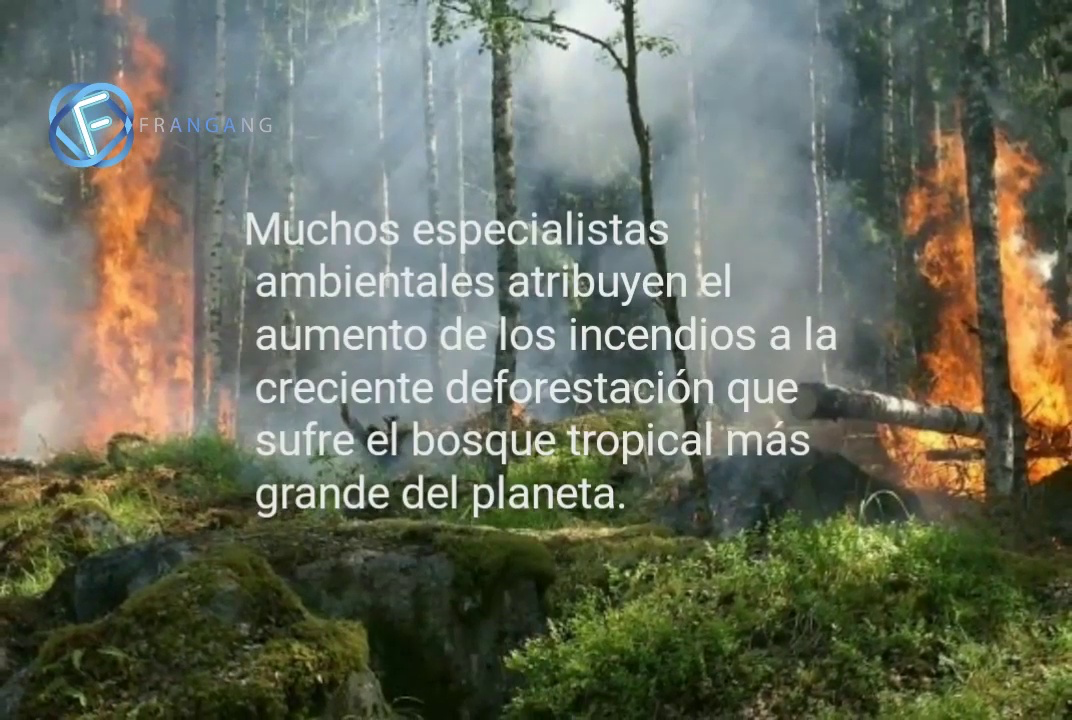 FRANGANG
Muchos especialistas
ambientales atribuyen el
aumento de los incendios a la
creciente deforestación que
sufre el bosque tropical más
grande del planeta.